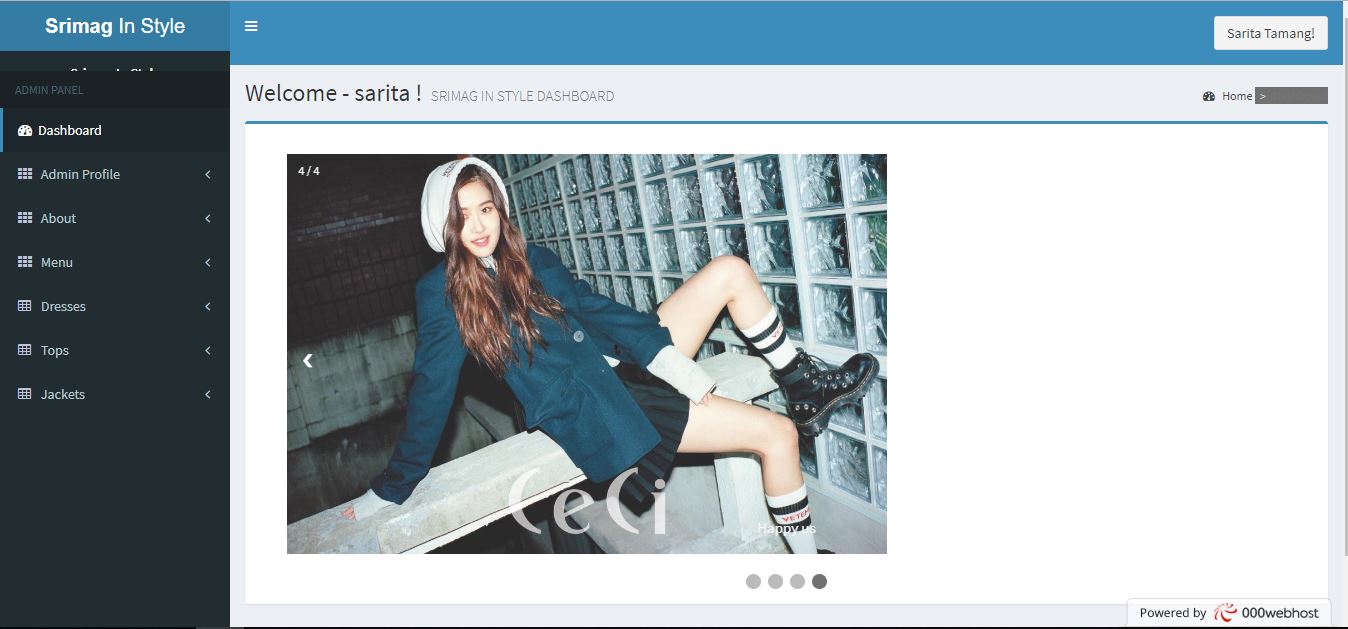 Srimag In Style
Sarita Tamang!
ADMIN PANEL
Welcome - sarita ! SRIMAG IN STYLE DASHBOARD
Home >
Dashboard
Admin Profile
About
Menu
Dresses
Tops
Jackets
4 / 4
CeCi
Happy us
Powered by 000webhost